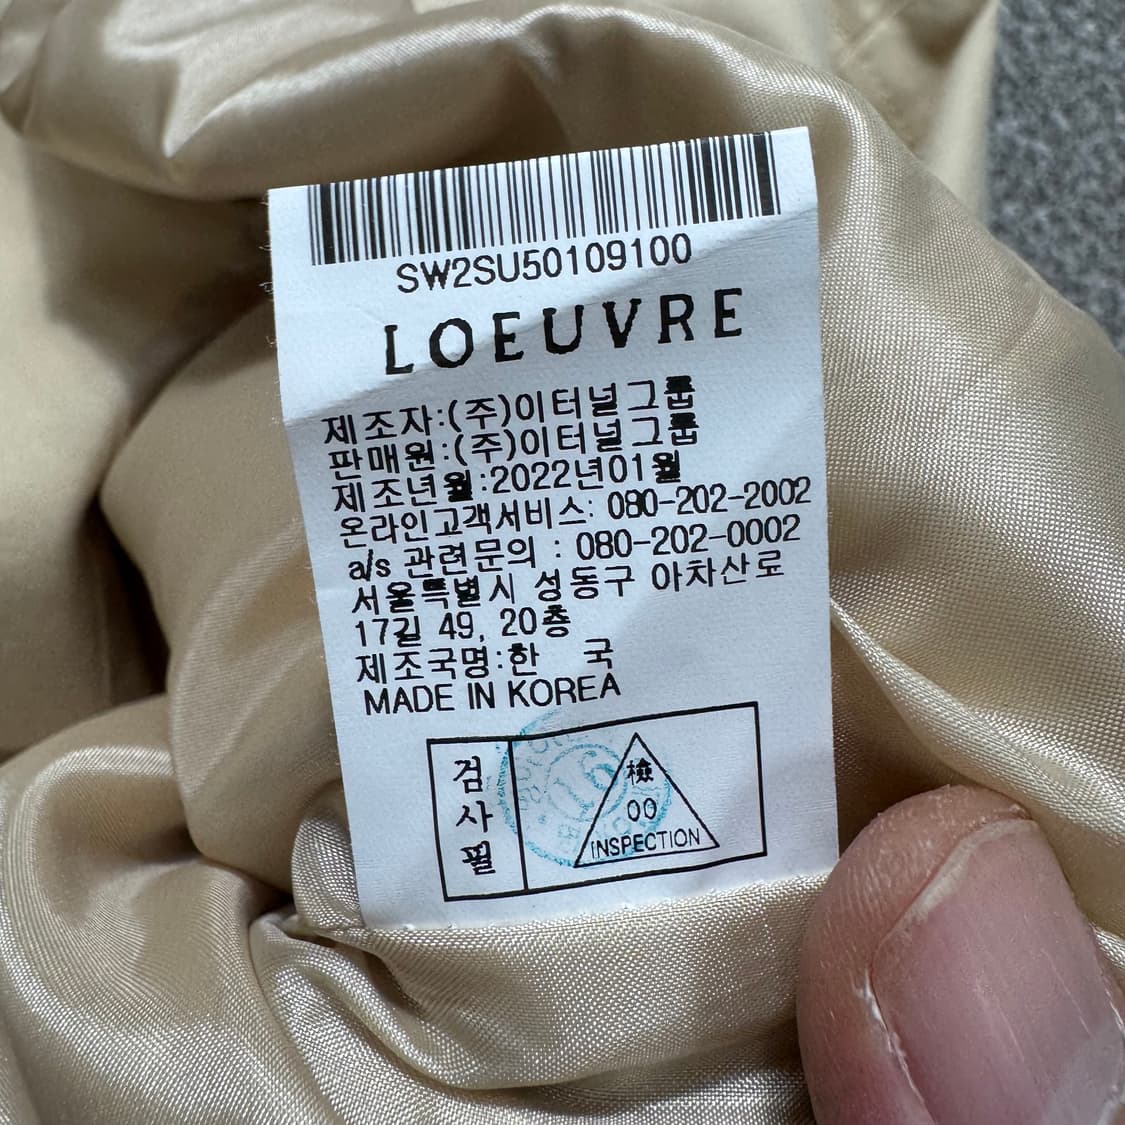 SW2SU50109100
LOEUVRE
제조자:(주)이터널그룹
판매원:(주)이터널그룹
제조년월:2022년01월
온라인고객서비스: 080-202-2002
a/s 관련문의 : 080-202-0002
서울특별시 성동구 아차산로
17길 49, 20층
제조국명:한 국
MADE IN KOREA
검사필
檢
00
INSPECTION